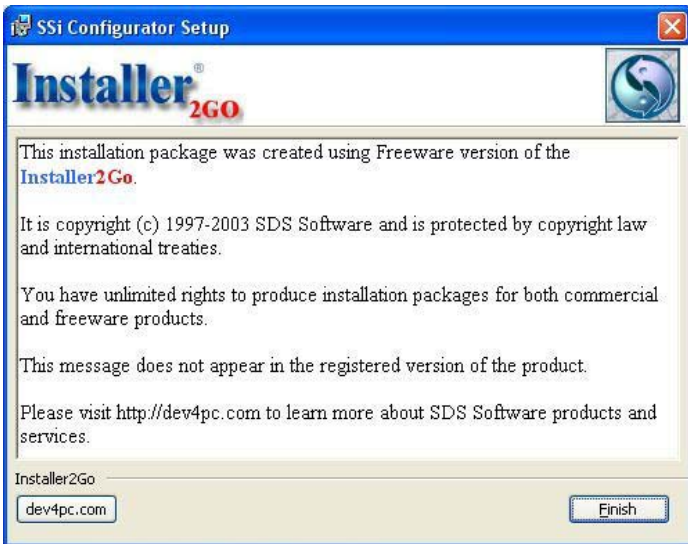 SSi Configurator Setup
Installer® 2GO
This installation package was created using Freeware version of the
Installer2Go.
It is copyright (c) 1997-2003 SDS Software and is protected by copyright law
and international treaties.
You have unlimited rights to produce installation packages for both commercial
and freeware products.
This message does not appear in the registered version of the product.
Please visit http://dev4pc.com to learn more about SDS Software products and
services.
Installer2Go
dev4pc.com
Finish